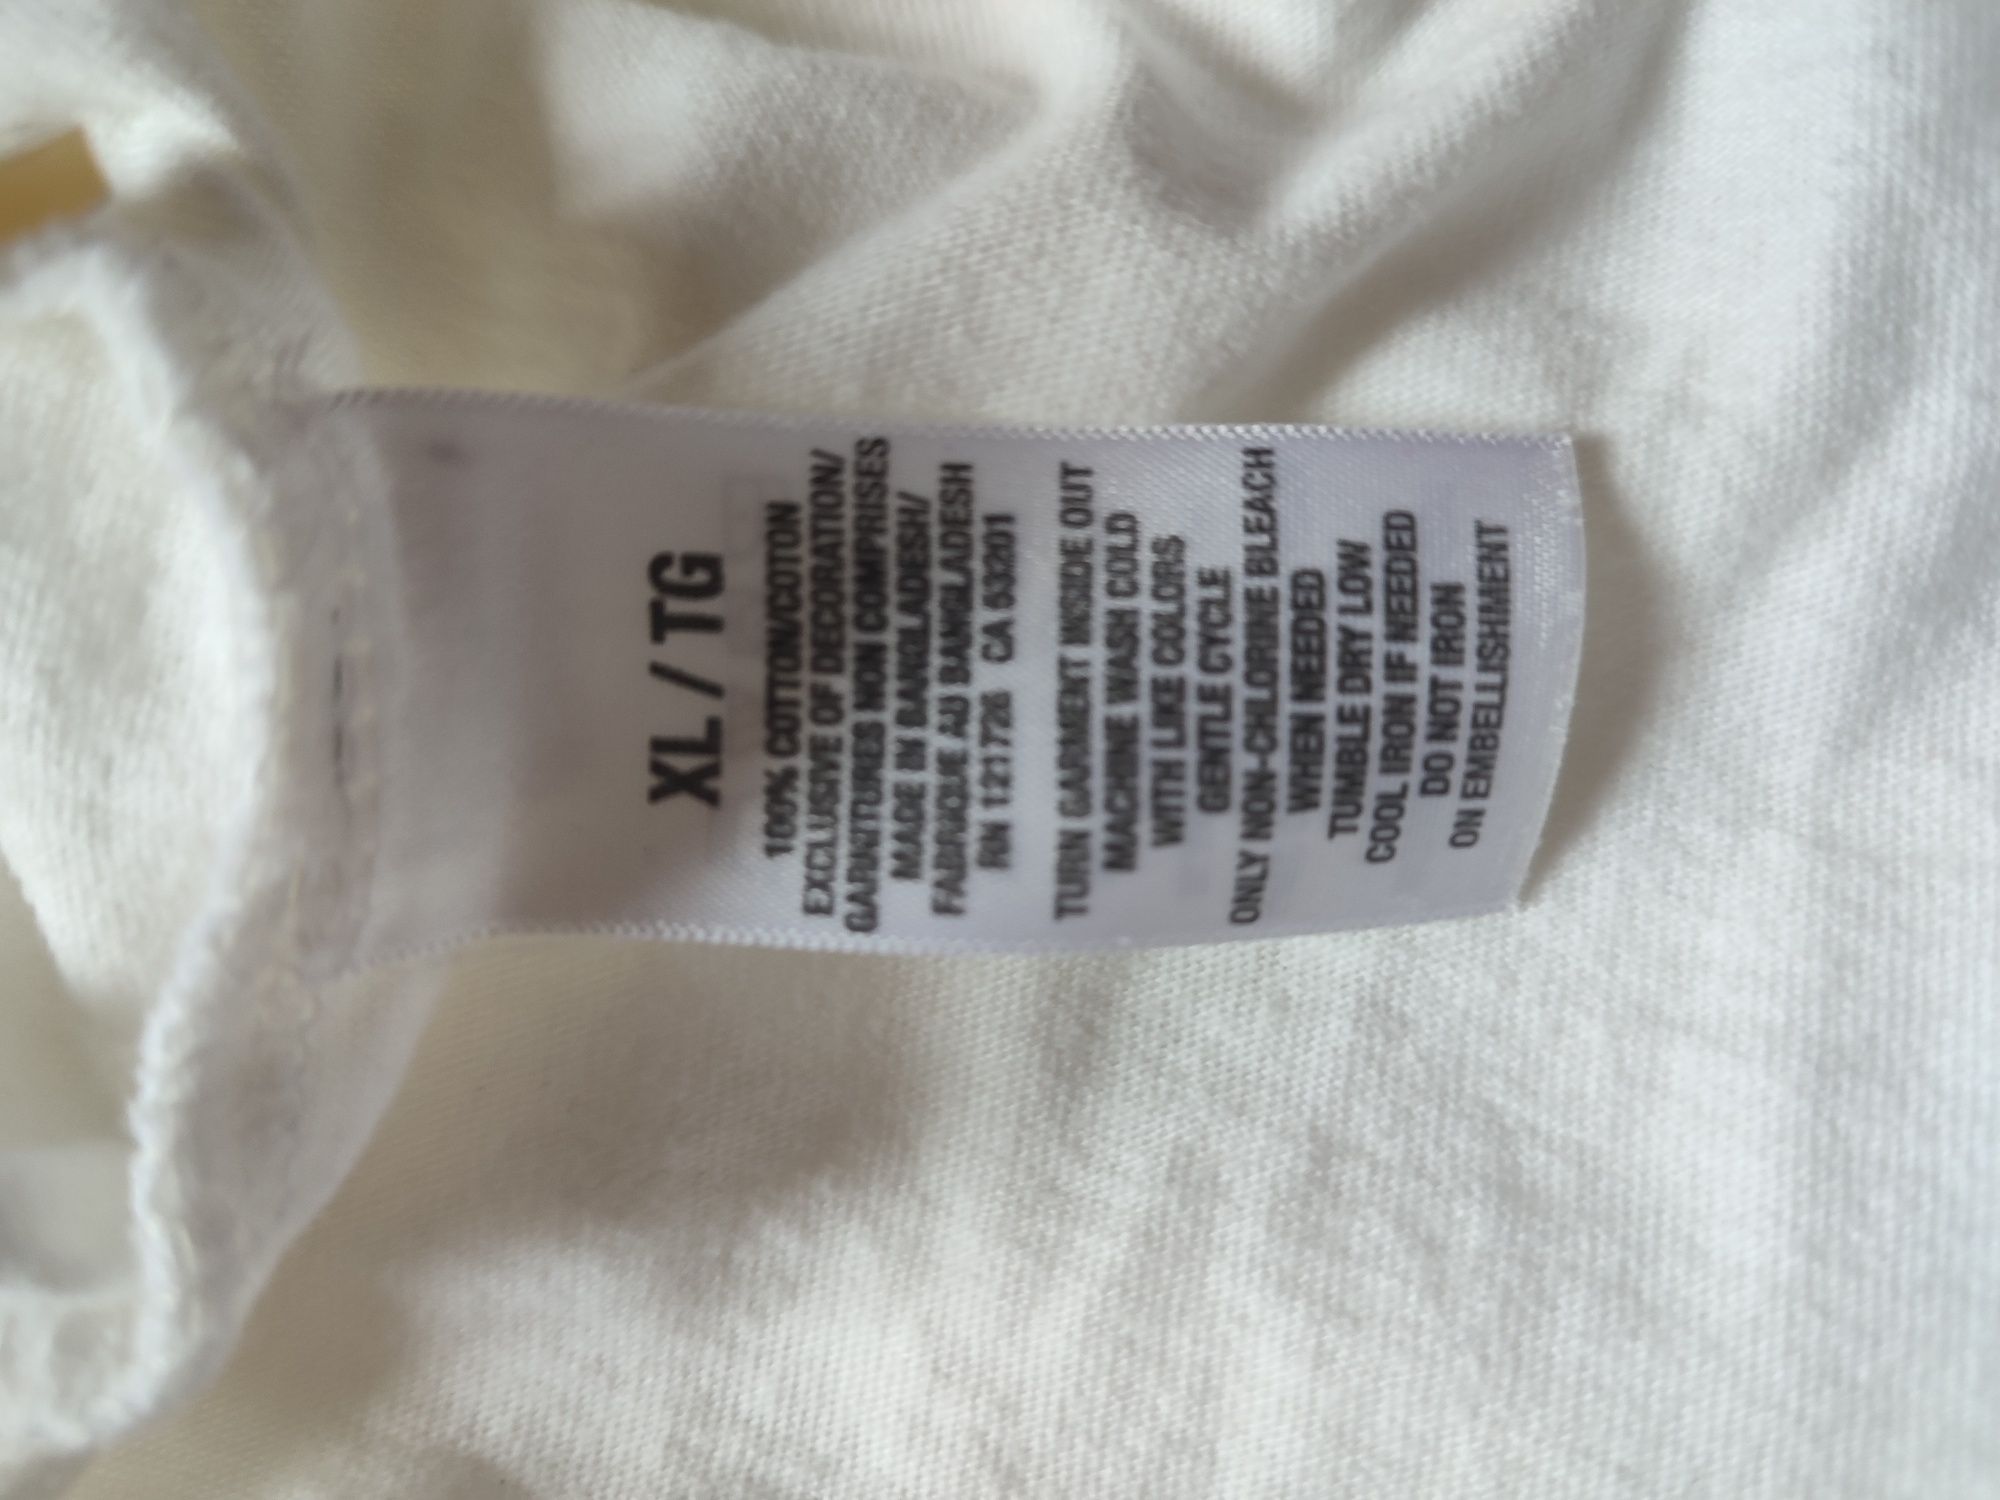 XL / TG
100% COTTON/COTON
EXCLUSIVE OF DECORATION/
GARNITURES NON COMPRISES
MADE IN BANGLADESH/
FABRIQUE AU BANGLADESH
RN 121726 CA 53201
TURN GARMENT INSIDE OUT
MACHINE WASH COLD
WITH LIKE COLORS
GENTLE CYCLE
ONLY NON-CHLORINE BLEACH
WHEN NEEDED
TUMBLE DRY LOW
COOL IRON IF NEEDED
DO NOT IRON
ON EMBELLISHMENT